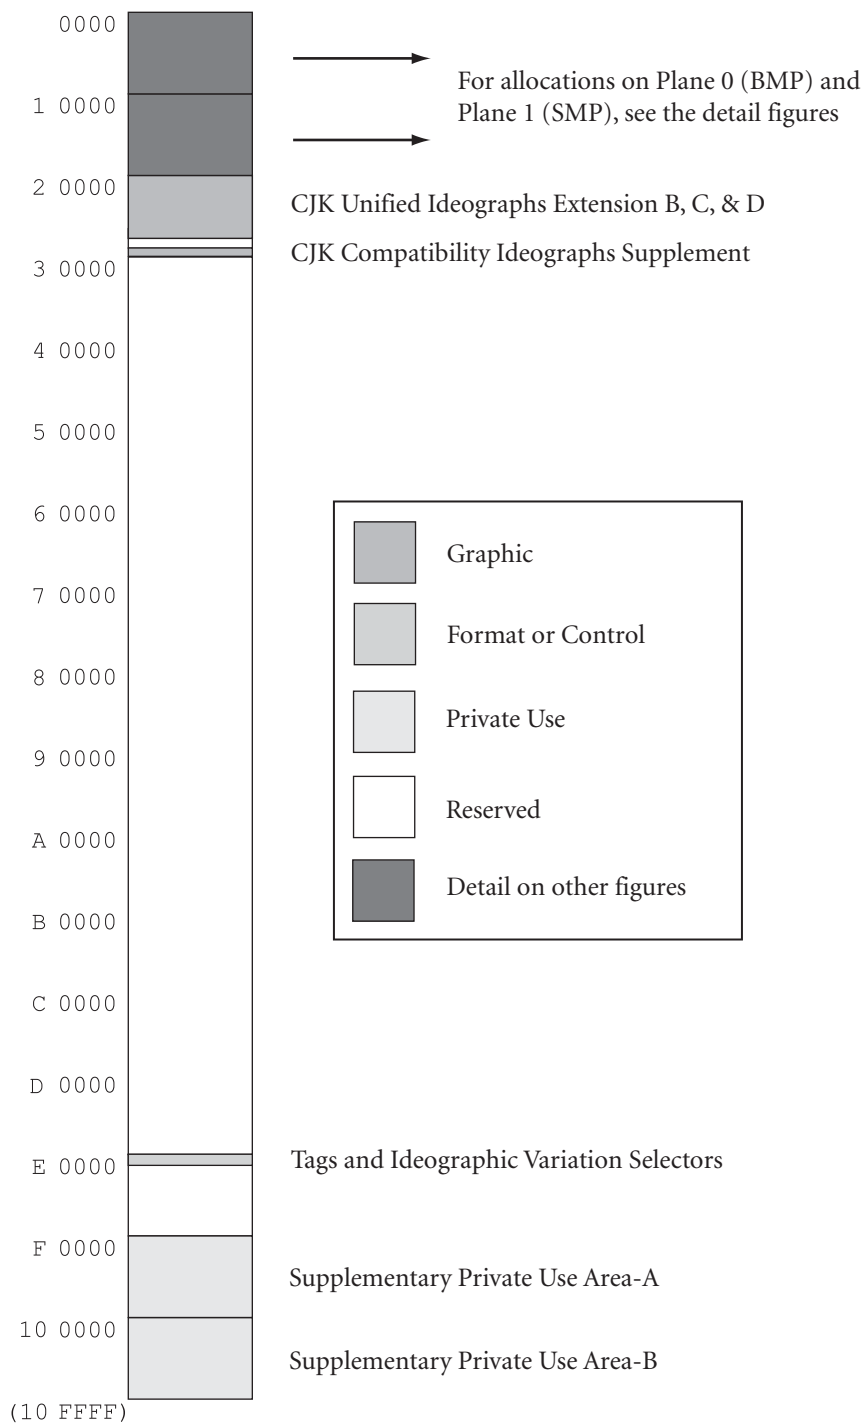 0000
For allocations on Plane 0 (BMP) and
Plane 1 (SMP), see the detail figures
1 0000
2 0000
CJK Unified Ideographs Extension B, C, & D
CJK Compatibility Ideographs Supplement
3 0000
4 0000
5 0000
6 0000
Graphic
7 0000
Format or Control
8 0000
Private Use
9 0000
Reserved
A 0000
Detail on other figures
B 0000
C 0000
D 0000
Tags and Ideographic Variation Selectors
E 0000
F 0000
Supplementary Private Use Area-A
10 0000
Supplementary Private Use Area-B
(10 FFFF)